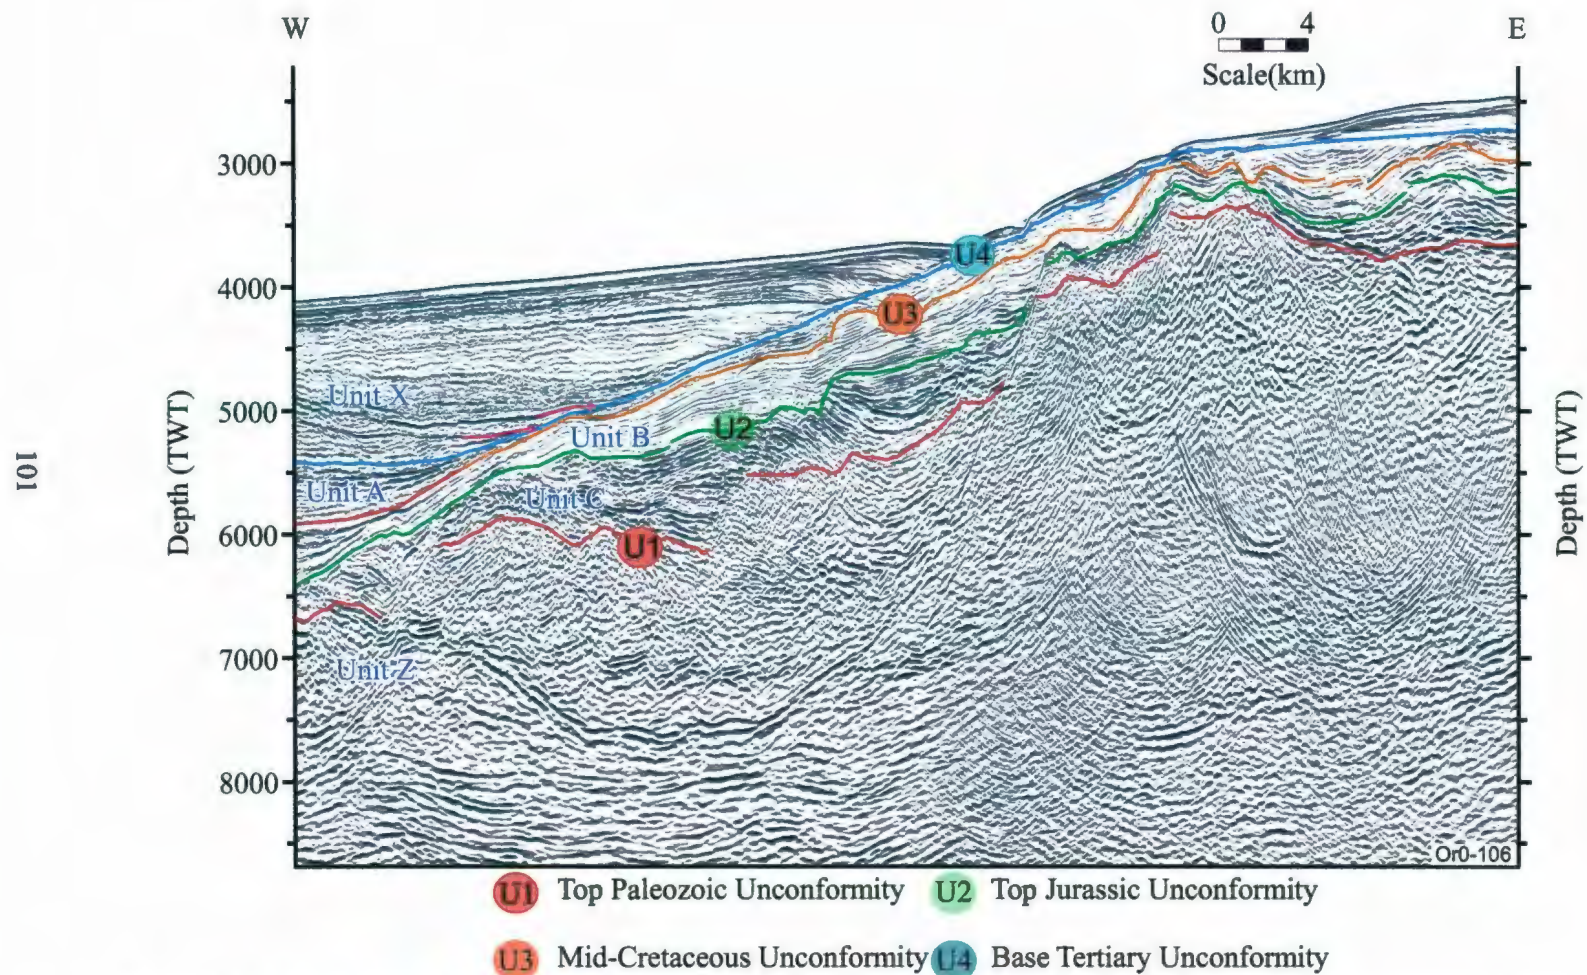 W
0 4
E
Scale(km)
3000
4000
5000
6000
7000
8000
Depth (TWT)
Depth (TWT)
101
U4
U3
Unit X
U2
Unit B
Unit A
Unit C
U1
Unit Z
Or0-106
U1 Top Paleozoic Unconformity U2 Top Jurassic Unconformity
U3 Mid-Cretaceous Unconformity U4 Base Tertiary Unconformity